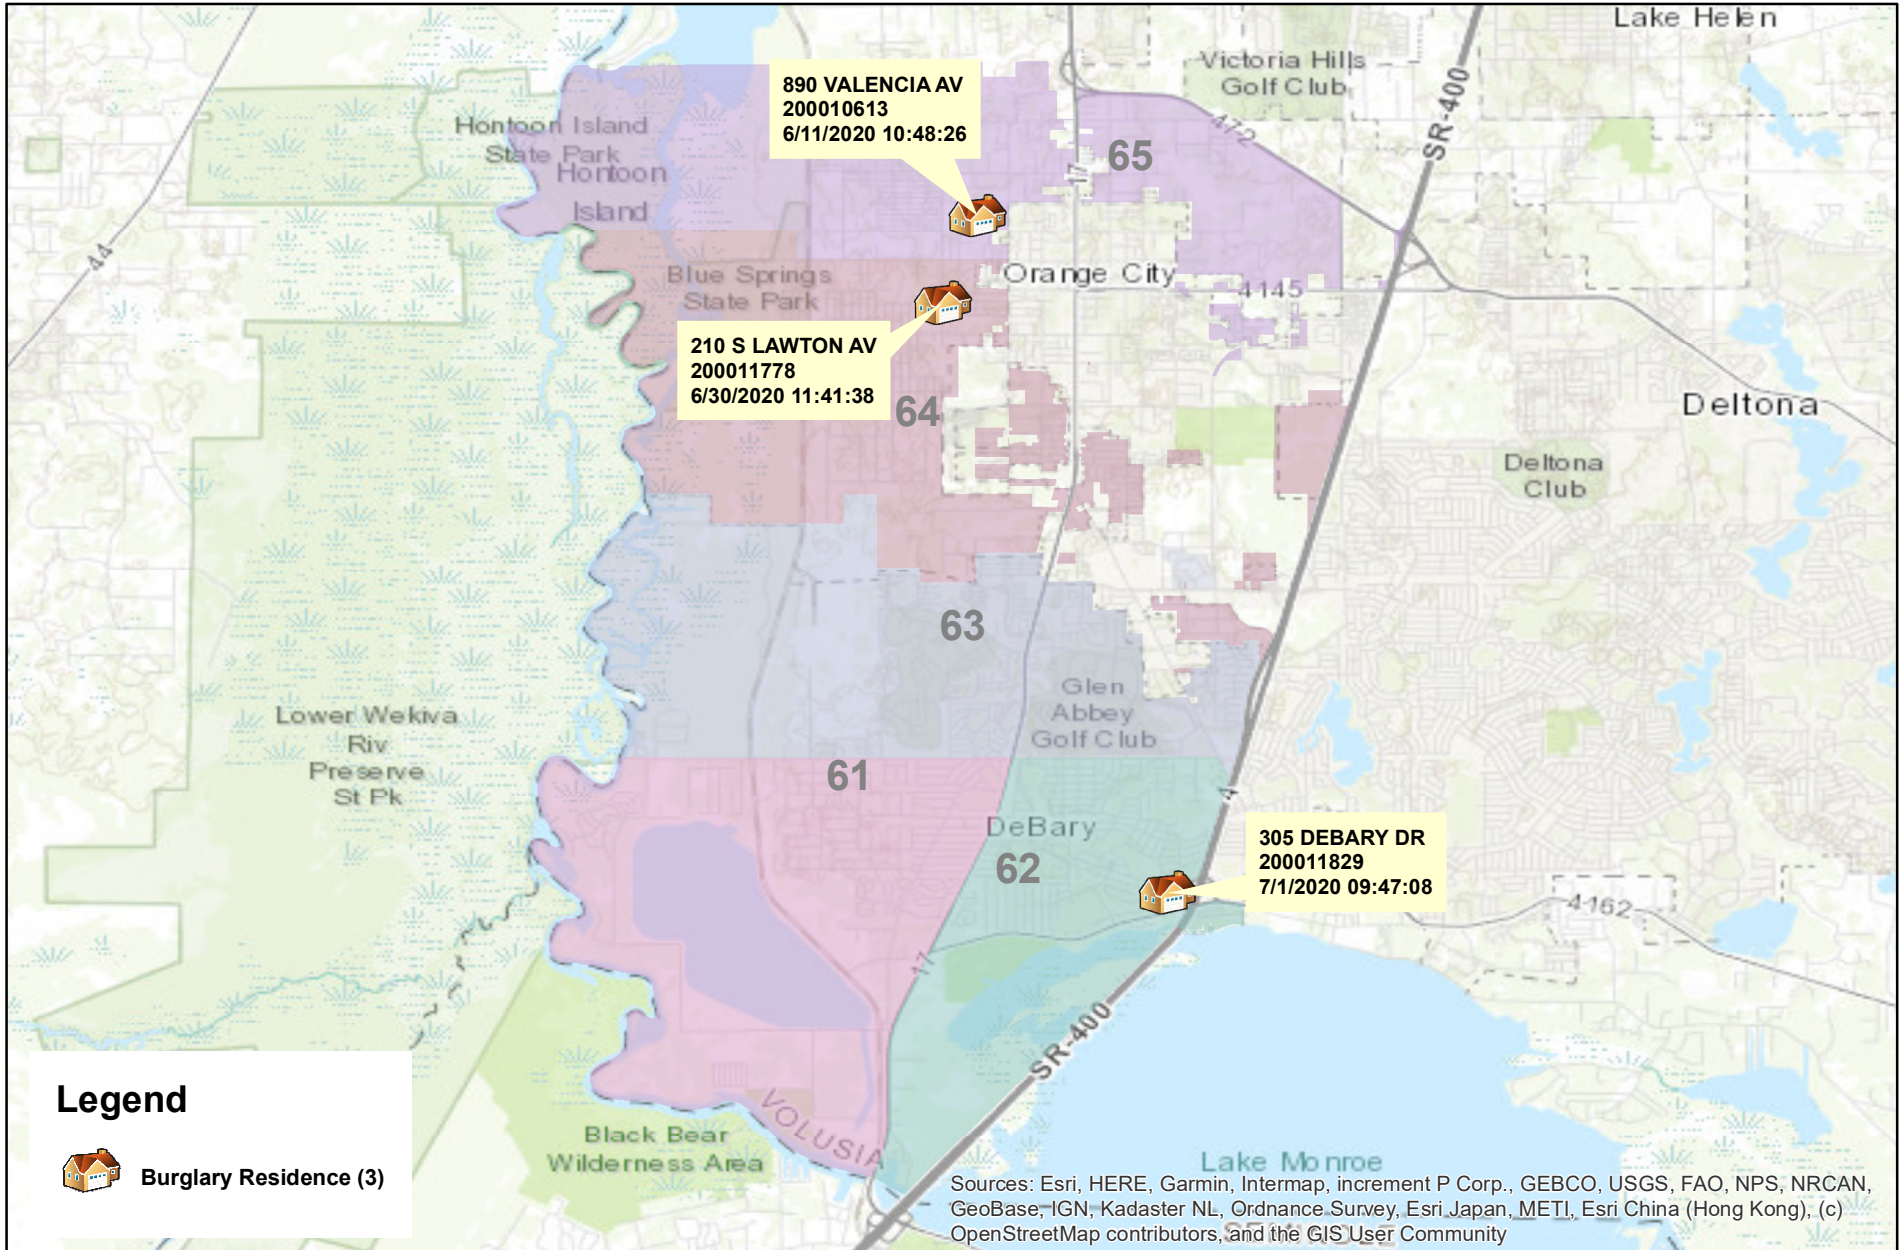 Lake Helen
Victoria Hills
Golf Club
SR-400
472
890 VALENCIA AV
200010613
6/11/2020 10:48:26
65
17
Hontoon Island
State Park
Hontoon
Island
44
Blue Springs
State Park
Orange City
4145
210 S LAWTON AV
200011778
6/30/2020 11:41:38
64
Deltona
Deltona
Club
63
Glen
Abbey
Golf Club
Lower Wekiva
Riv
Preserve
St Pk
61
4
DeBary
62
305 DEBARY DR
200011829
7/1/2020 09:47:08
4162
17
SR-400
VOLUSIA
Black Bear
Wilderness Area
Lake Monroe
Legend
Burglary Residence (3)
Sources: Esri, HERE, Garmin, Intermap, increment P Corp., GEBCO, USGS, FAO, NPS, NRCAN,
GeoBase, IGN, Kadaster NL, Ordnance Survey, Esri Japan, METI, Esri China (Hong Kong), (c)
OpenStreetMap contributors, and the GIS User Community